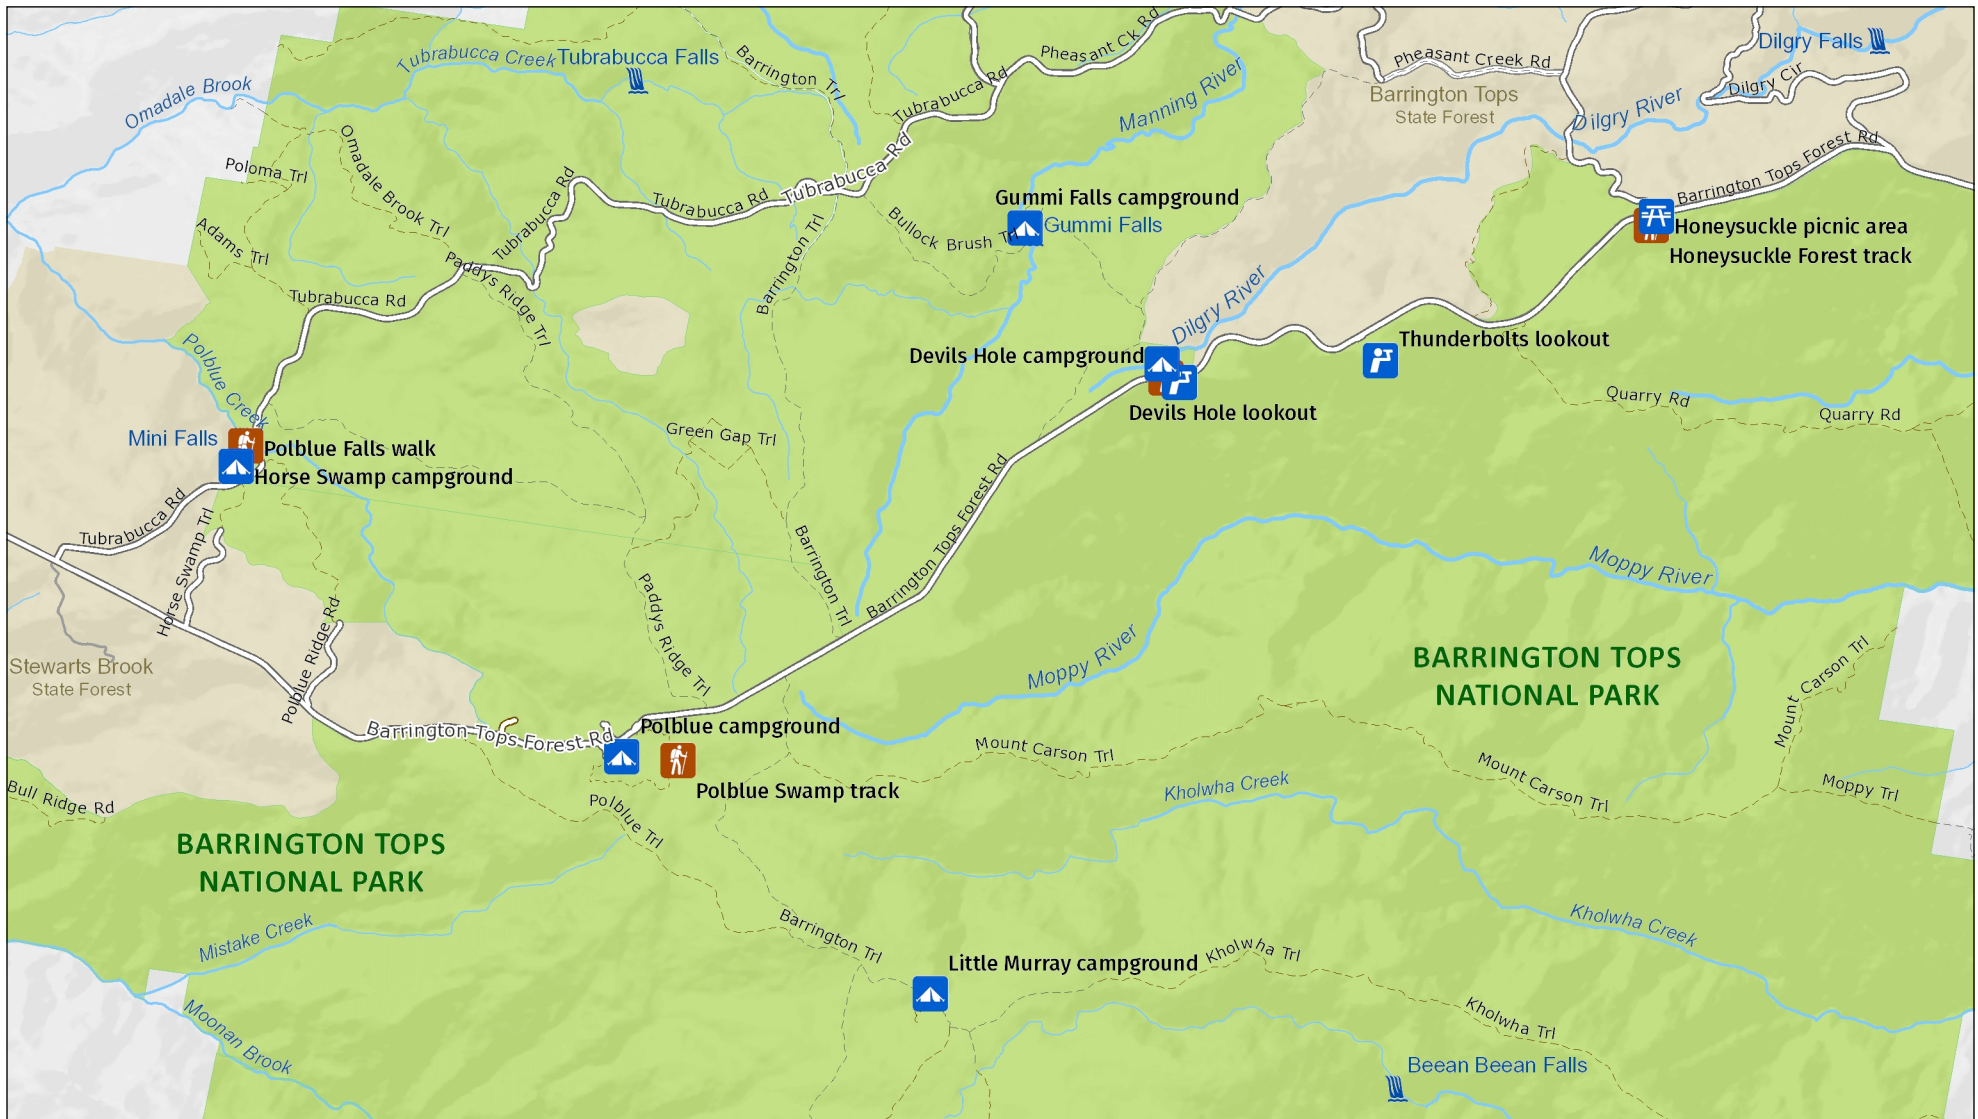 Tubrabucca Creek
Tubrabucca Falls
Barrington Trl
Pheasant Ck Rd
Pheasant Creek Rd
Dilgry Falls
Dilgry Cir
Omadale Brook
Tubrabucca Rd
Manning River
Barrington Tops
State Forest
Dilgry River
Barrington Tops Forest Rd
Poloma Trl
Omadale Brook Trl
Tubrabucca Rd
Tubrabucca Rd
Tubrabucca Rd
Gummi Falls campground
Gummi Falls
Bullock Brush Trl
Honeysuckle picnic area
Honeysuckle Forest track
Adams Trl
Paddys Ridge Trl
Barrington Trl
Tubrabucca Rd
Dilgry River
Thunderbolts lookout
Devils Hole campground
Devils Hole lookout
Quarry Rd
Quarry Rd
Polblue Creek
Mini Falls
Polblue Falls walk
Horse Swamp campground
Green Gap Trl
Tubrabucca Rd
Horse Swamp Trl
Barrington Tops Forest Rd
Barrington Trl
Moppy River
Paddys Ridge Trl
Moppy River
BARRINGTON TOPS
NATIONAL PARK
Mount Carson Trl
Stewarts Brook
State Forest
Polblue Ridge Rd
Barrington Tops Forest Rd
Polblue campground
Polblue Swamp track
Mount Carson Trl
Mount Carson Trl
Moppy Trl
Kholwha Creek
Bull Ridge Rd
Polblue Trl
BARRINGTON TOPS
NATIONAL PARK
Mistake Creek
Barrington Trl
Kholwha Creek
Little Murray campground
Kholwha Trl
Kholwha Trl
Moonan Brook
Beean Beean Falls